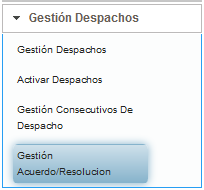 Gestión Despachos
Gestión Despachos
Activar Despachos
Gestión Consecutivos De
Despacho
Gestión
Acuerdo/Resolucion